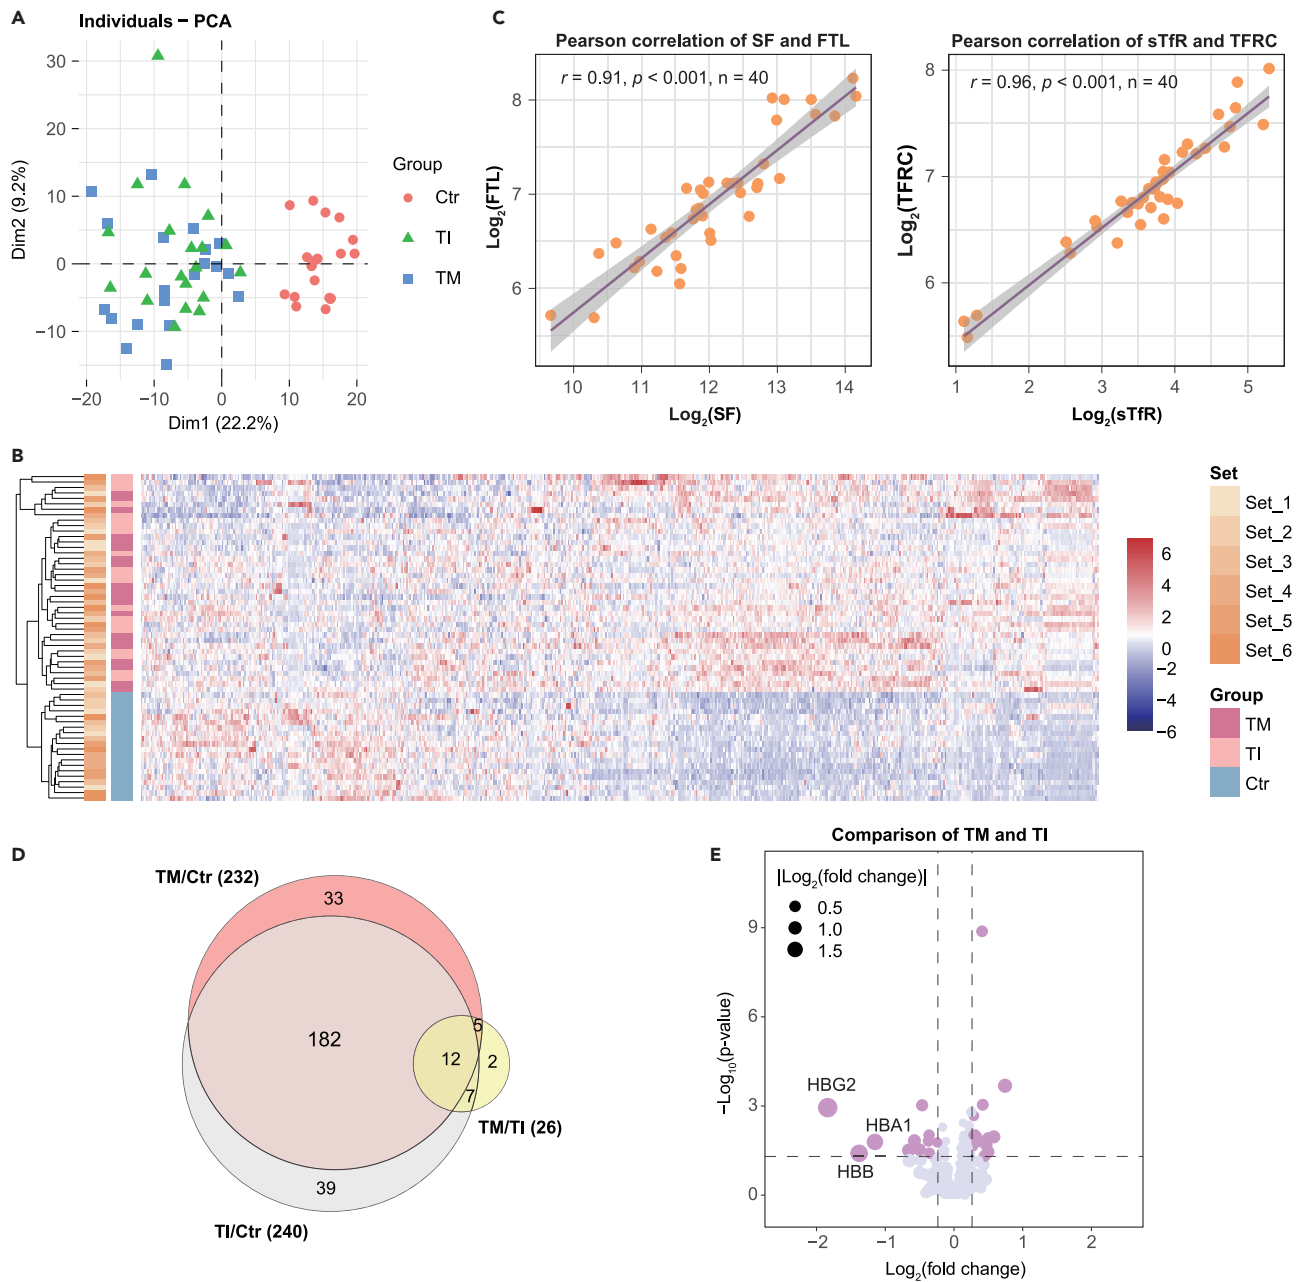 A
Individuals − PCA
30
20
10
0
−10
−20
−10
0
10
20
Dim2 (9.2%)
Dim1 (22.2%)
Group
Ctr
TI
TM
C
Pearson correlation of SF and FTL
r = 0.91, p < 0.001, n = 40
8
7
6
10
11
12
13
14
Log2(FTL)
Log2(SF)
Pearson correlation of sTfR and TFRC
r = 0.96, p < 0.001, n = 40
8
7
6
1
2
3
4
5
Log2(TFRC)
Log2(sTfR)
B
6
4
2
0
−2
−4
−6
Set
Set_1
Set_2
Set_3
Set_4
Set_5
Set_6
Group
TM
TI
Ctr
D
TM/Ctr (232)
33
182
5
12
2
7
TM/TI (26)
39
TI/Ctr (240)
E
Comparison of TM and TI
|Log2(fold change)|
0.5
1.0
1.5
9
6
3
0
−Log10(p-value)
HBG2
HBA1
HBB
−2
−1
0
1
2
Log2(fold change)